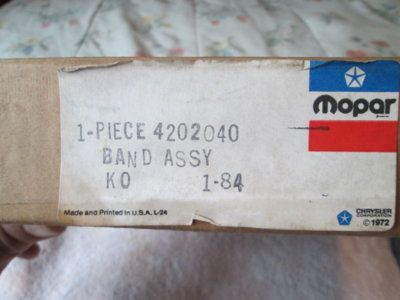 mopar
1-PIECE 4202040
BAND ASSY
KO 1-84
Made and Printed in U.S.A. L-24
CHRYSLER
CORPORATION
©1972